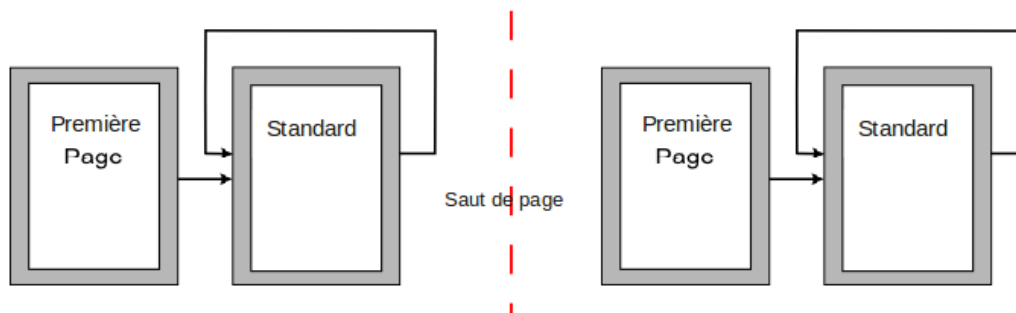 Première
Page
Standard
Saut de page
Première
Page
Standard